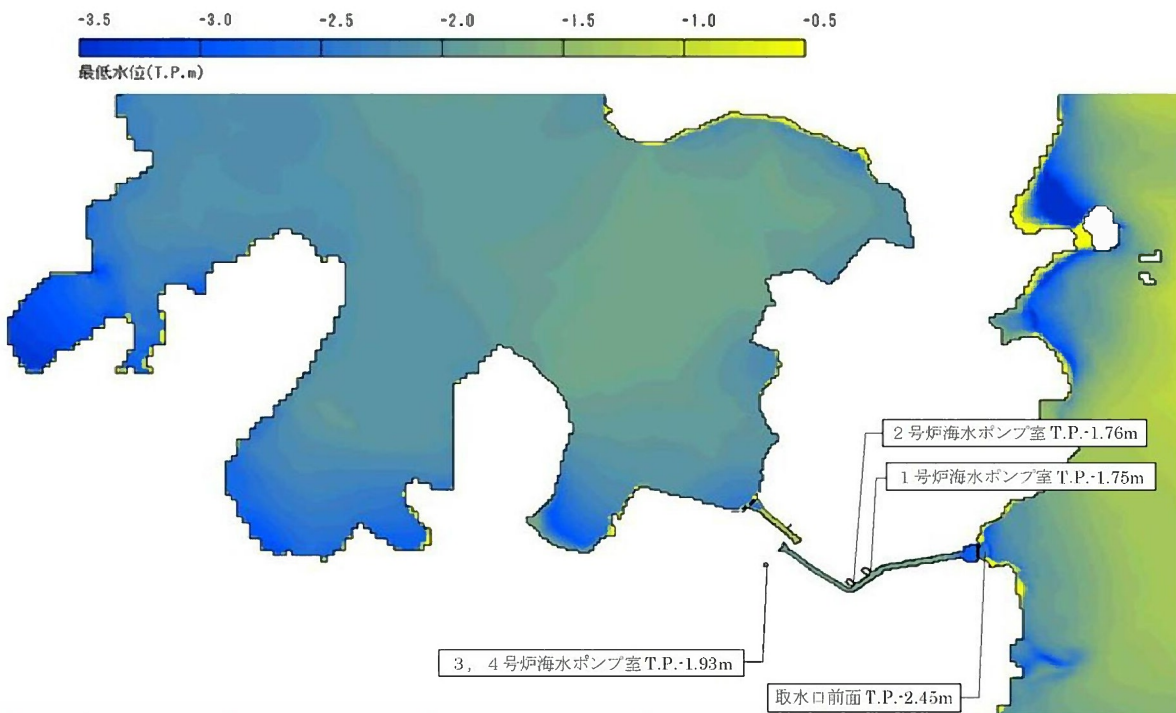 -3.5 -3.0 -2.5 -2.0 -1.5 -1.0 -0.5
最低水位(T.P.m)
2号炉海水ポンプ室 T.P.-1.76m
1号炉海水ポンプ室 T.P.-1.75m
3,4号炉海水ポンプ室 T.P.-1.93m
取水口前面 T.P.-2.45m